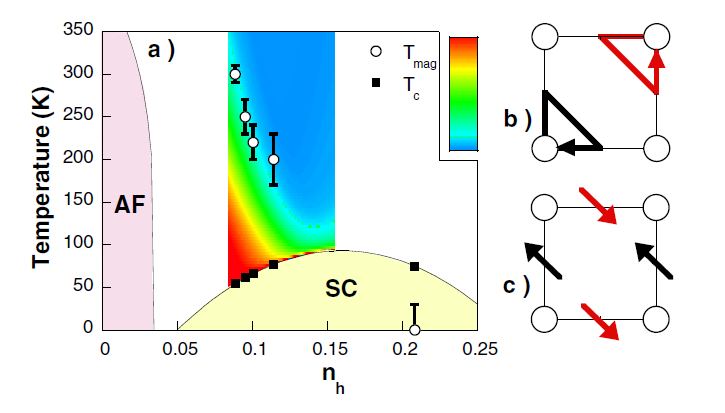 350
300
250
200
150
100
50
0
Temperature (K)
a )
T mag
T c
AF
SC
0 0.05 0.1 0.15 0.2 0.25
n h
b )
c )